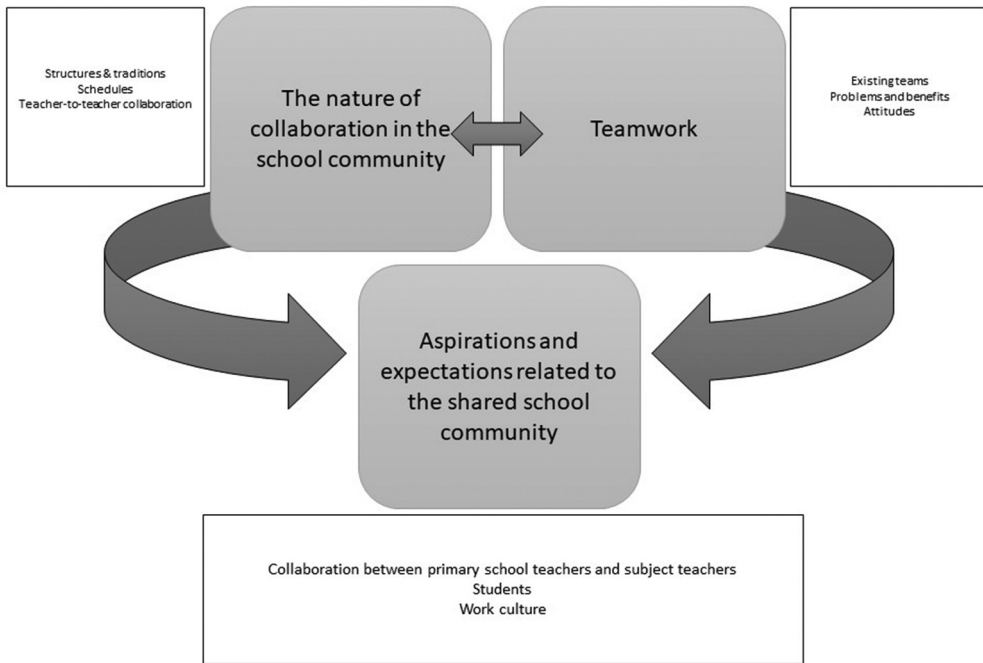 Structures & traditions
Schedules
Teacher-to-teacher collaboration
The nature of
collaboration in the
school community
Teamwork
Existing teams
Problems and benefits
Attitudes
Aspirations and
expectations related to
the shared school
community
Collaboration between primary school teachers and subject teachers
Students
Work culture